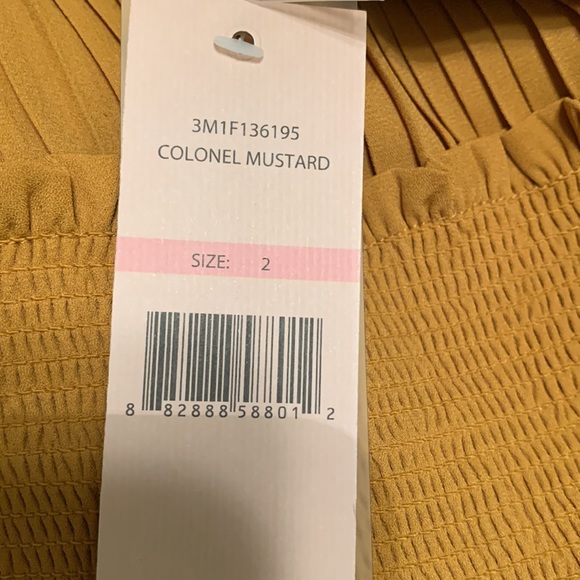 3M1F136195
COLONEL MUSTARD
SIZE: 2
8 82888 58801 2